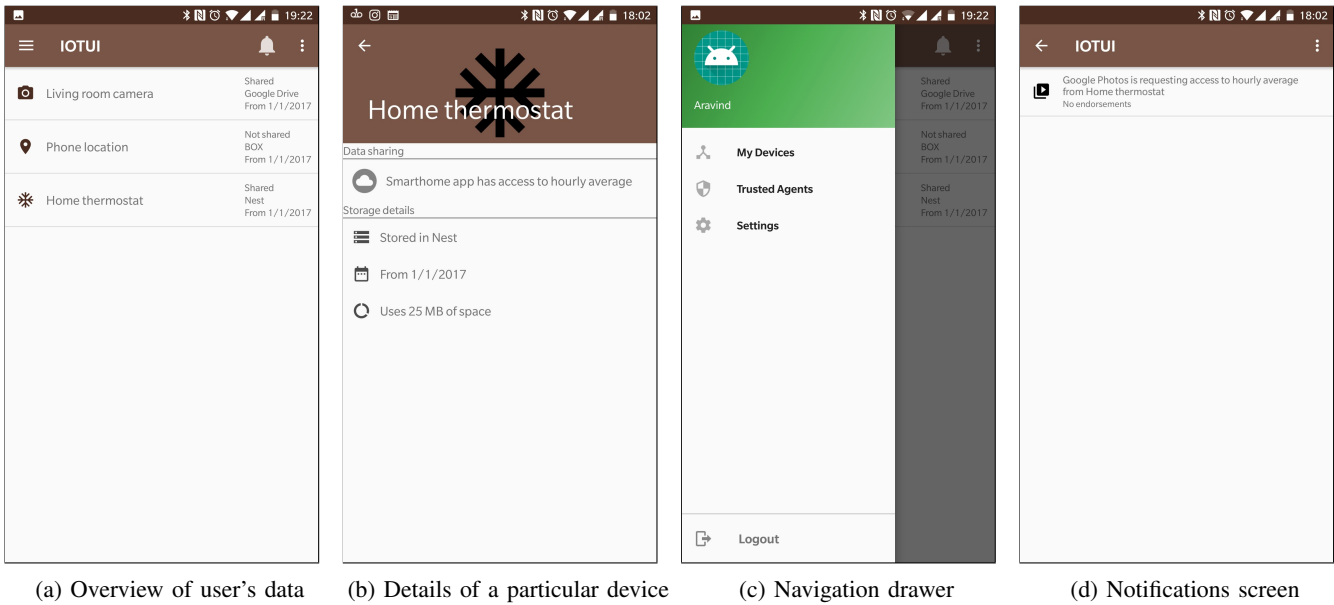 19:22
IOTUI
Living room camera
Shared
Google Drive
From 1/1/2017
Phone location
Not shared
BOX
From 1/1/2017
Home thermostat
Shared
Nest
From 1/1/2017
(a) Overview of user's data
18:02
Home thermostat
Data sharing
Smarthome app has access to hourly average
Storage details
Stored in Nest
From 1/1/2017
Uses 25 MB of space
(b) Details of a particular device
19:22
Aravind
My Devices
Trusted Agents
Settings
Logout
Shared
Google Drive
From 1/1/2017
Not shared
BOX
From 1/1/2017
Shared
Nest
From 1/1/2017
(c) Navigation drawer
18:02
IOTUI
Google Photos is requesting access to hourly average
from Home thermostat
No endorsements
(d) Notifications screen